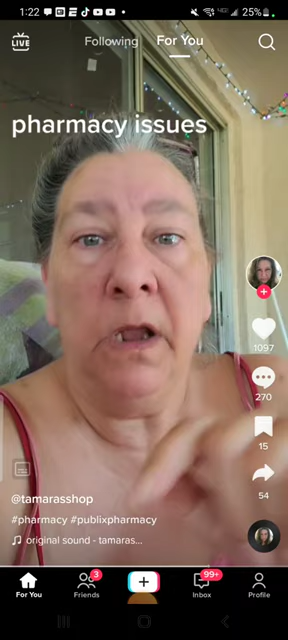 1:22
25%
LIVE
Following For You
pharmacy issues
1097
270
15
54
@tamarasshop
#pharmacy #publixpharmacy
original sound - tamaras...
3
99+
For You Friends Inbox Profile